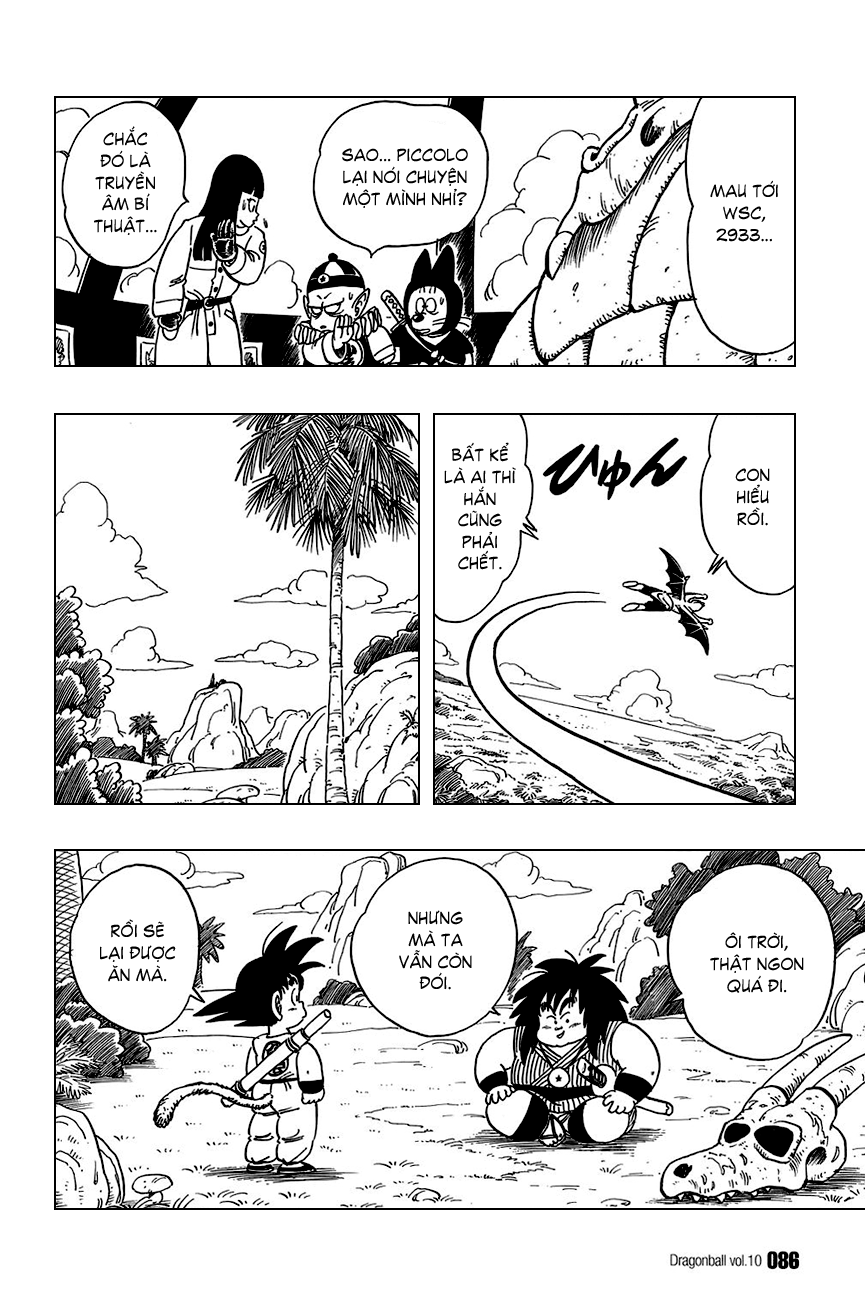 MAU TỚI
WSC,
2933...
SAO... PICCOLO
LẠI NÓI CHUYỆN
MỘT MÌNH NHỈ?
CHẮC
ĐÓ LÀ
TRUYỀN
ÂM BÍ
THUẬT...
CON
HIỂU
RỒI.
ひゅん
BẤT KỂ
LÀ AI THÌ
HẮN
CŨNG
PHẢI
CHẾT.
ÔI TRỜI,
THẬT NGON
QUÁ ĐI.
NHƯNG
MÀ TA
VẪN CÒN
ĐÓI.
RỒI SẼ
LẠI ĐƯỢC
ĂN MÀ.
Dragonball vol.10 086